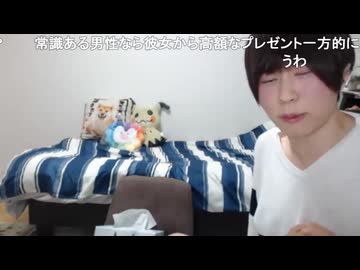 常識ある男性なら彼女から高額なプレゼント一方的に
うわ